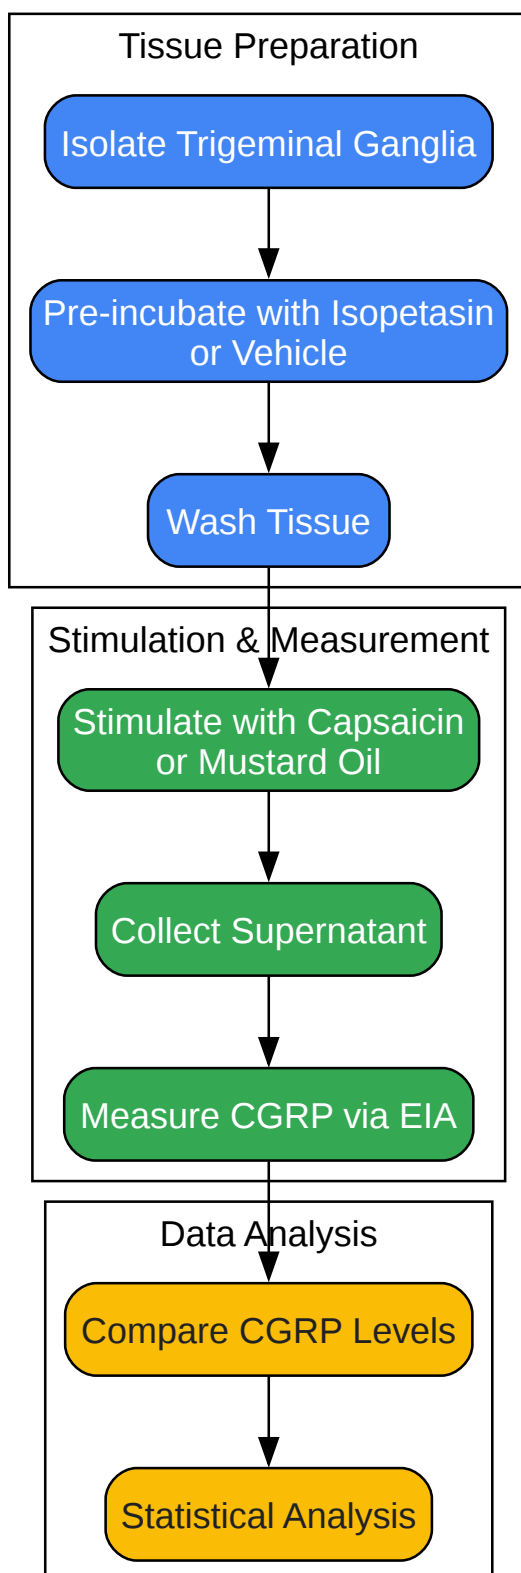 Tissue Preparation
Isolate Trigeminal Ganglia
Pre-incubate with Isopetasin
or Vehicle
Wash Tissue
Stimulation & Measurement
Stimulate with Capsaicin
or Mustard Oil
Collect Supernatant
Measure CGRP via EIA
Data Analysis
Compare CGRP Levels
Statistical Analysis